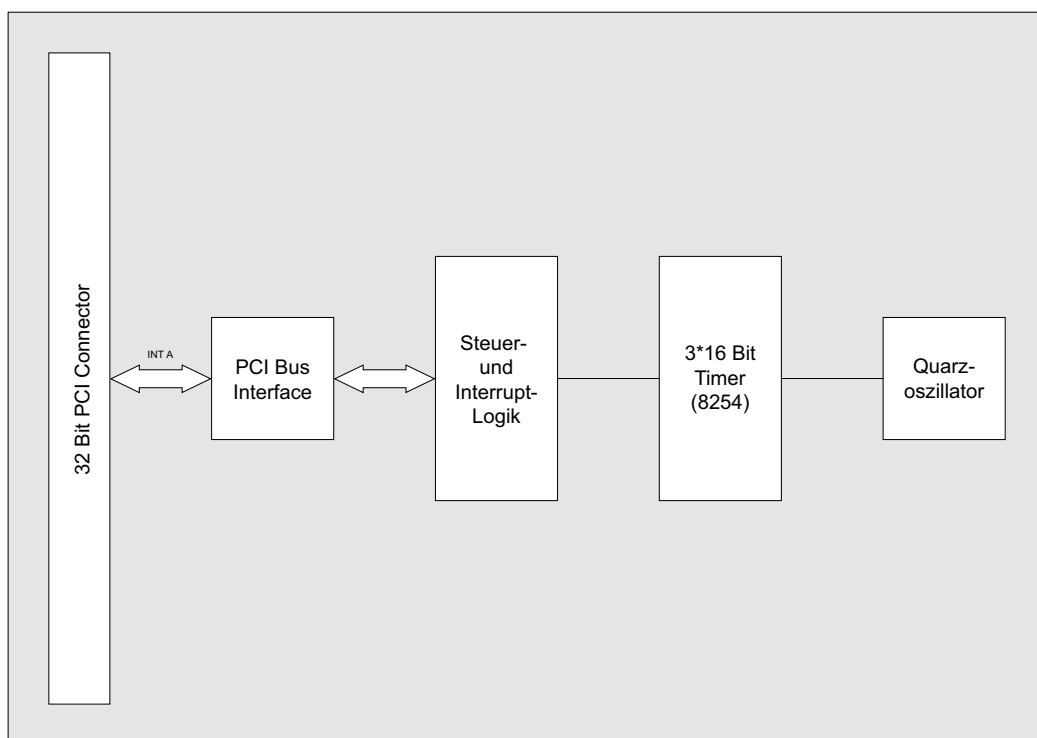 32 Bit PCI Connector
INT A
PCI Bus
Interface
Steuer-
und
Interrupt-
Logik
3*16 Bit
Timer
(8254)
Quarz-
oszillator